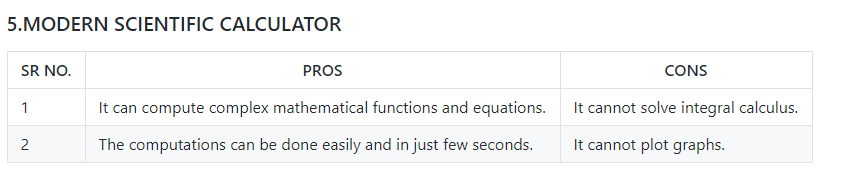 5.MODERN SCIENTIFIC CALCULATOR
SR NO. PROS CONS
1 It can compute complex mathematical functions and equations. It cannot solve integral calculus.
2 The computations can be done easily and in just few seconds. It cannot plot graphs.